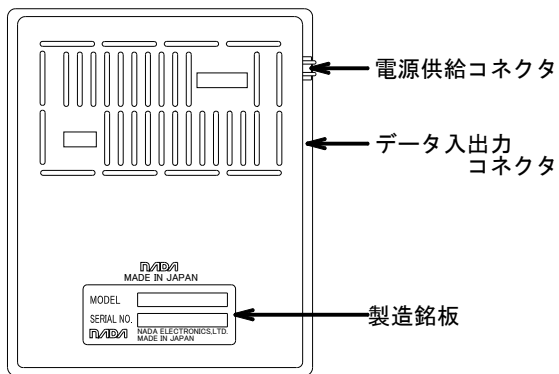 電源供給コネクタ
データ入出力
コネクタ
NADA
MADE IN JAPAN
MODEL
SERIAL NO.
NADA
NADA ELECTRONICS,LTD.
MADE IN JAPAN
製造銘板